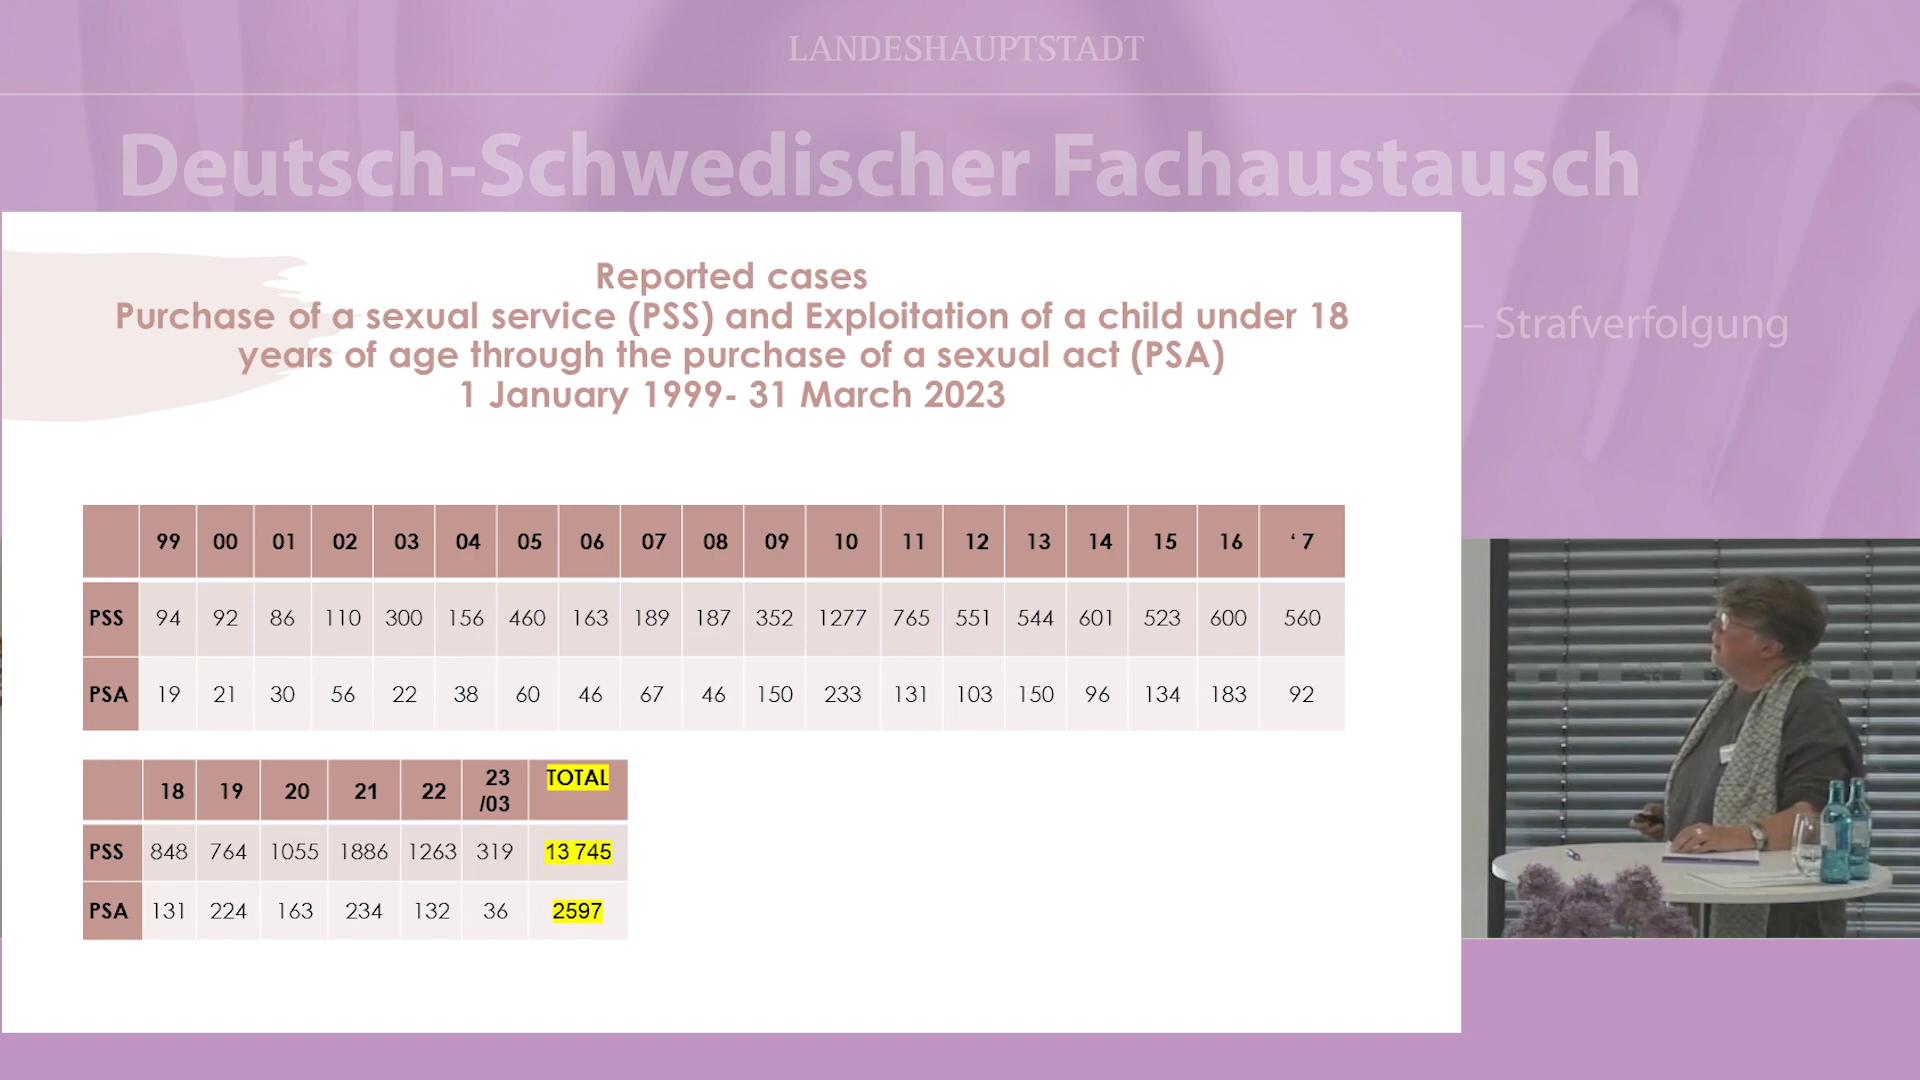 LANDESHAUPTSTADT
Deutsch-Schwedischer Fachaustausch
– Strafverfolgung
Reported cases
Purchase of a sexual service (PSS) and Exploitation of a child under 18
years of age through the purchase of a sexual act (PSA)
1 January 1999- 31 March 2023
99 00 01 02 03 04 05 06 07 08 09 10 11 12 13 14 15 16 ‘ 7
PSS 94 92 86 110 300 156 460 163 189 187 352 1277 765 551 544 601 523 600 560
PSA 19 21 30 56 22 38 60 46 67 46 150 233 131 103 150 96 134 183 92
18 19 20 21 22 23 /03 TOTAL
PSS 848 764 1055 1886 1263 319 13 745
PSA 131 224 163 234 132 36 2597